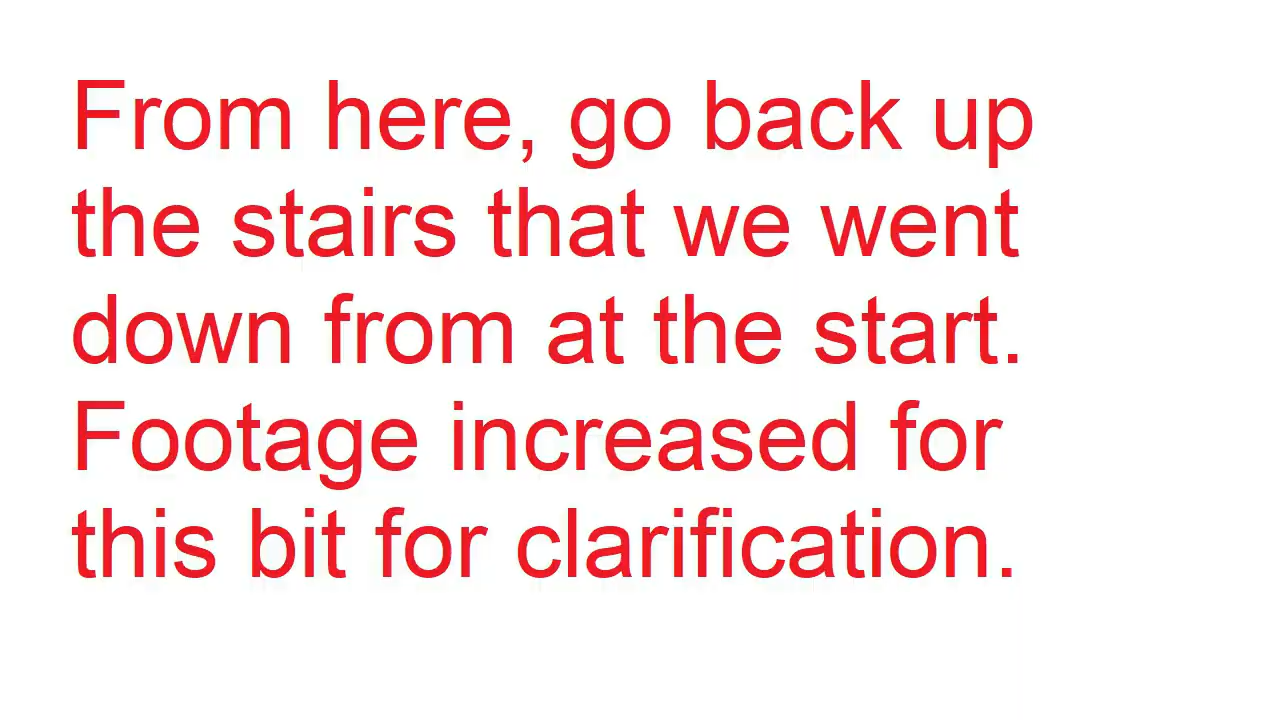 From here, go back up
the stairs that we went
down from at the start.
Footage increased for
this bit for clarification.